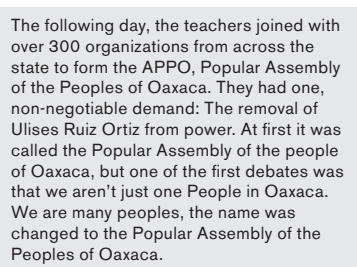 The following day, the teachers joined with
over 300 organizations from across the
state to form the APPO, Popular Assembly
of the Peoples of Oaxaca. They had one,
non-negotiable demand: The removal of
Ulises Ruiz Ortiz from power. At first it was
called the Popular Assembly of the people
of Oaxaca, but one of the first debates was
that we aren't just one People in Oaxaca.
We are many peoples, the name was
changed to the Popular Assembly of the
Peoples of Oaxaca.